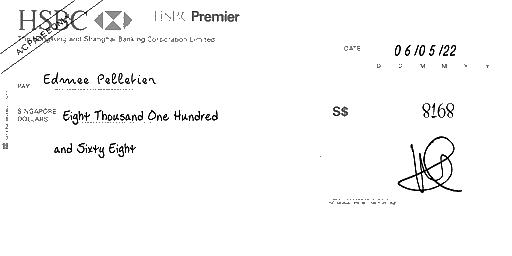 HSBC HSBC Premier
The Hongkong and Shanghai Banking Corporation Limited
A/C PAYEE ONLY
DATE 06/05/22
D D M M Y Y
PAY Edmee Pelletier
SINGAPORE
DOLLARS Eight Thousand One Hundred
and Sixty Eight
S$ 8168